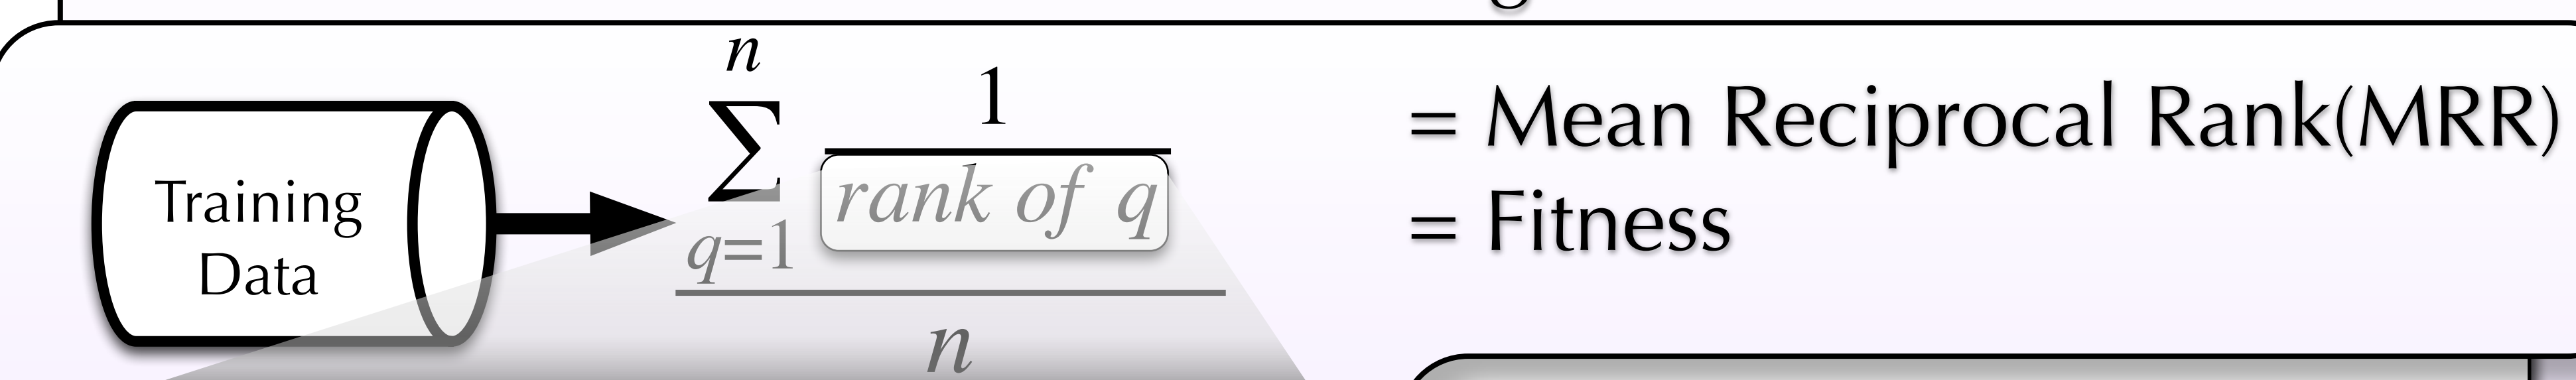 Training
Data
n
∑
q=1
1
rank of q
n
= Mean Reciprocal Rank(MRR)
= Fitness